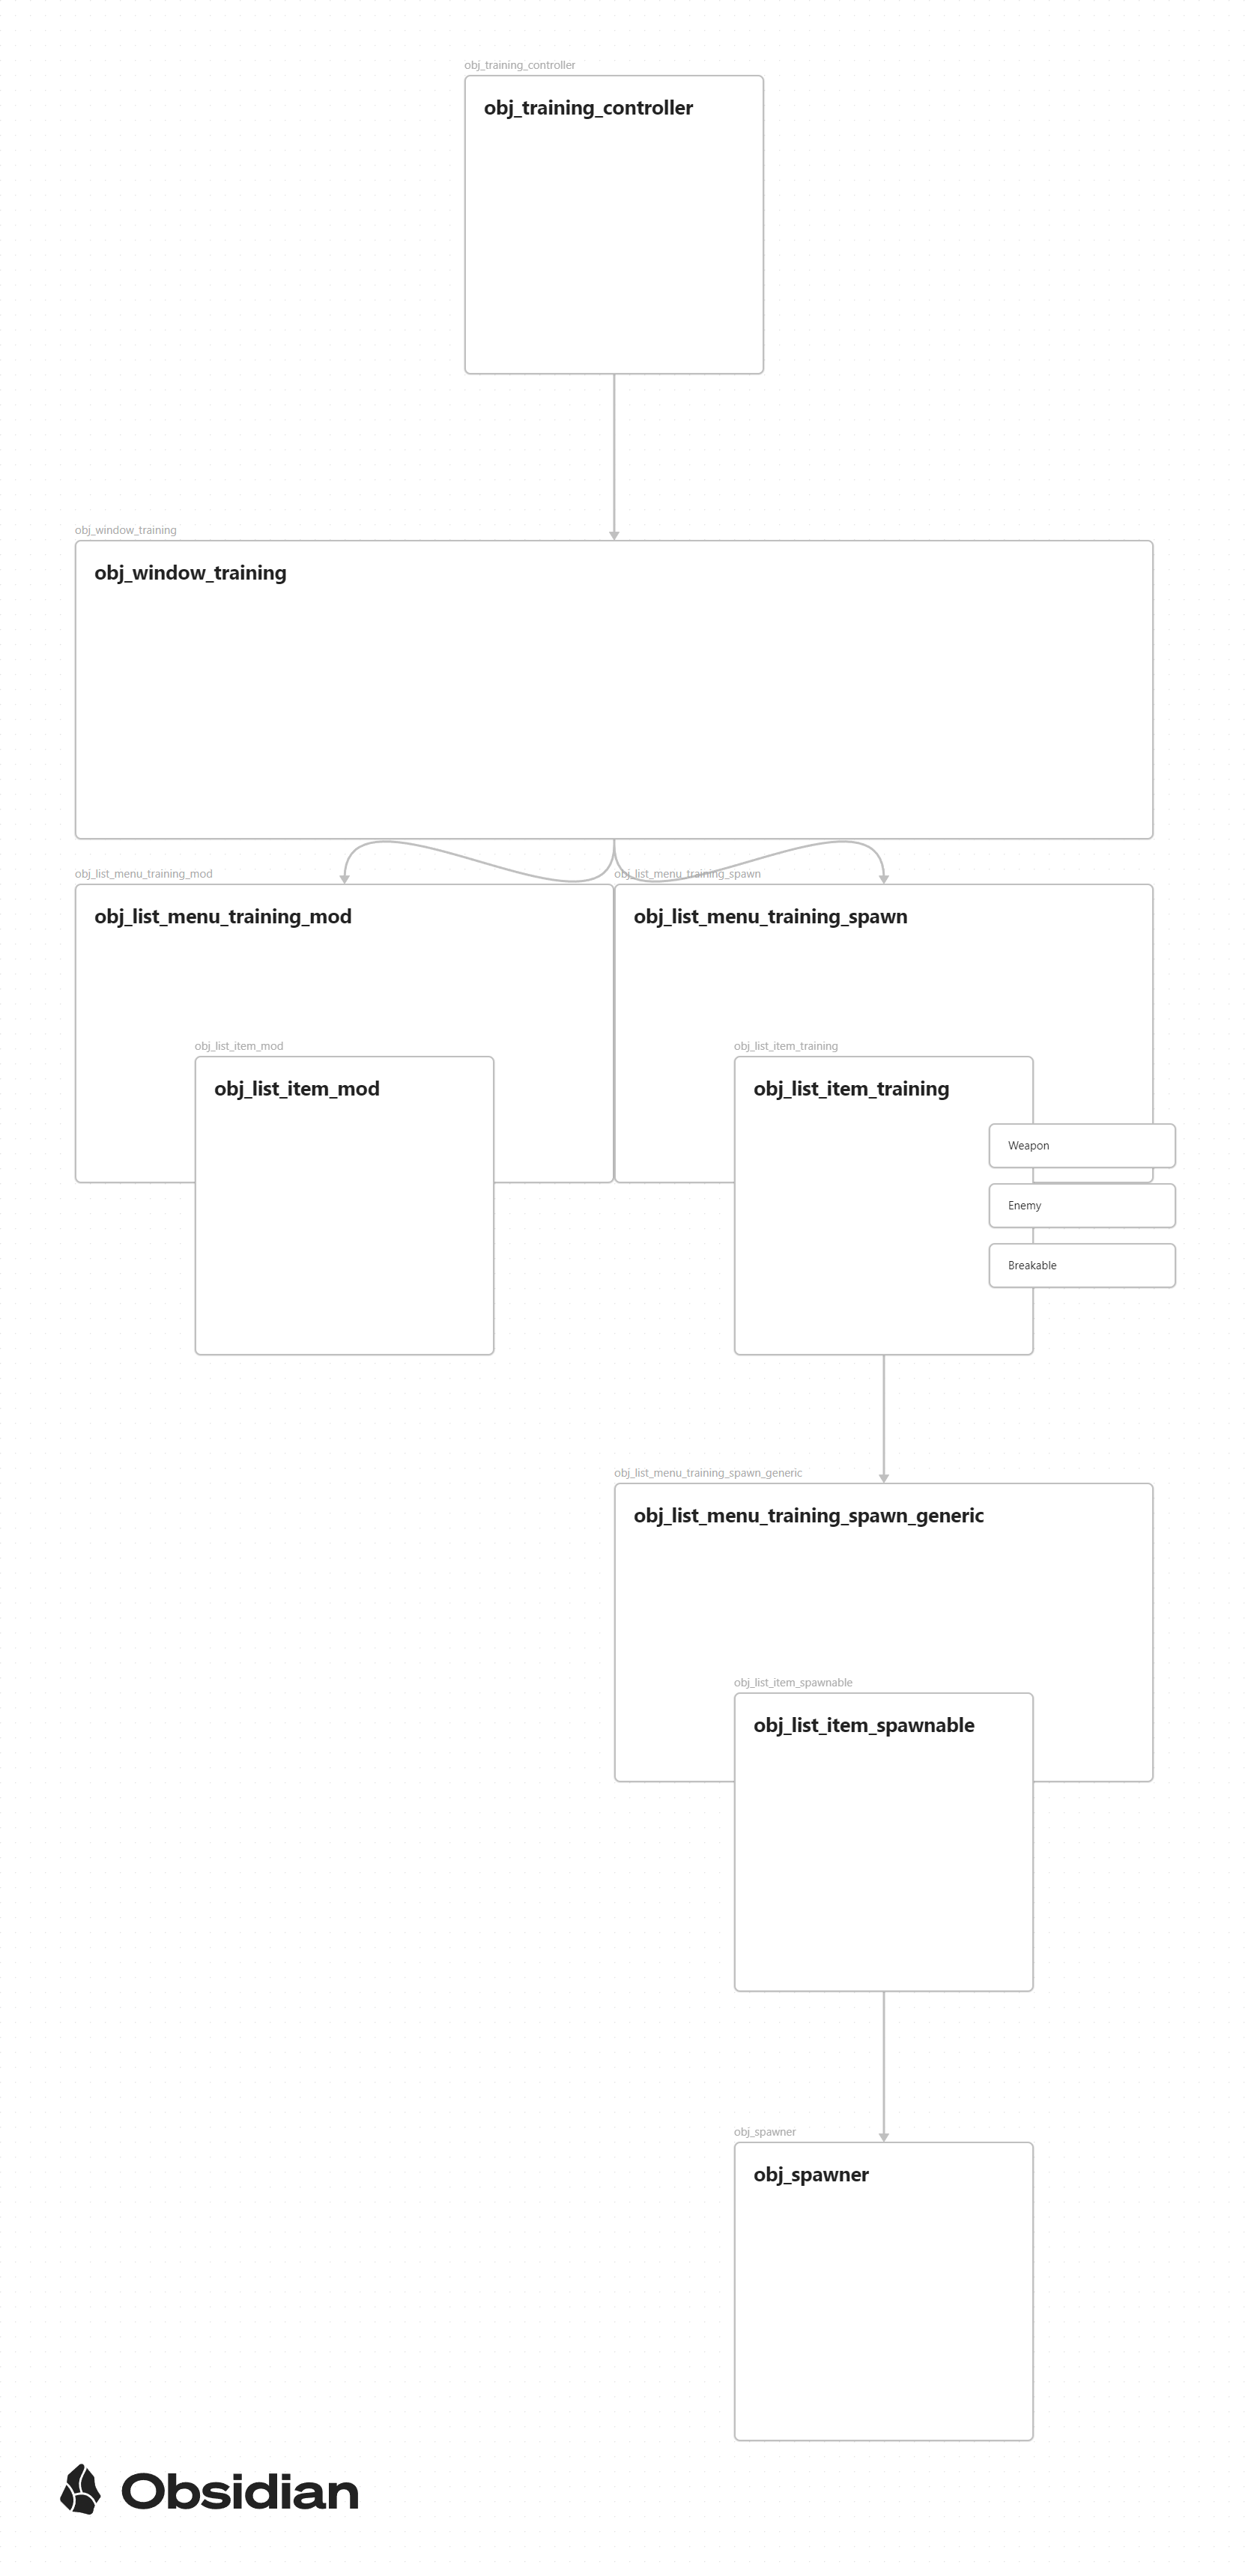 obj_training_controller
obj_training_controller
obj_window_training
obj_window_training
obj_list_menu_training_mod
obj_list_menu_training_mod
obj_list_item_mod
obj_list_item_mod
obj_list_menu_training_spawn
obj_list_menu_training_spawn
obj_list_item_training
obj_list_item_training
Weapon
Enemy
Breakable
obj_list_menu_training_spawn_generic
obj_list_menu_training_spawn_generic
obj_list_item_spawnable
obj_list_item_spawnable
obj_spawner
obj_spawner
Obsidian